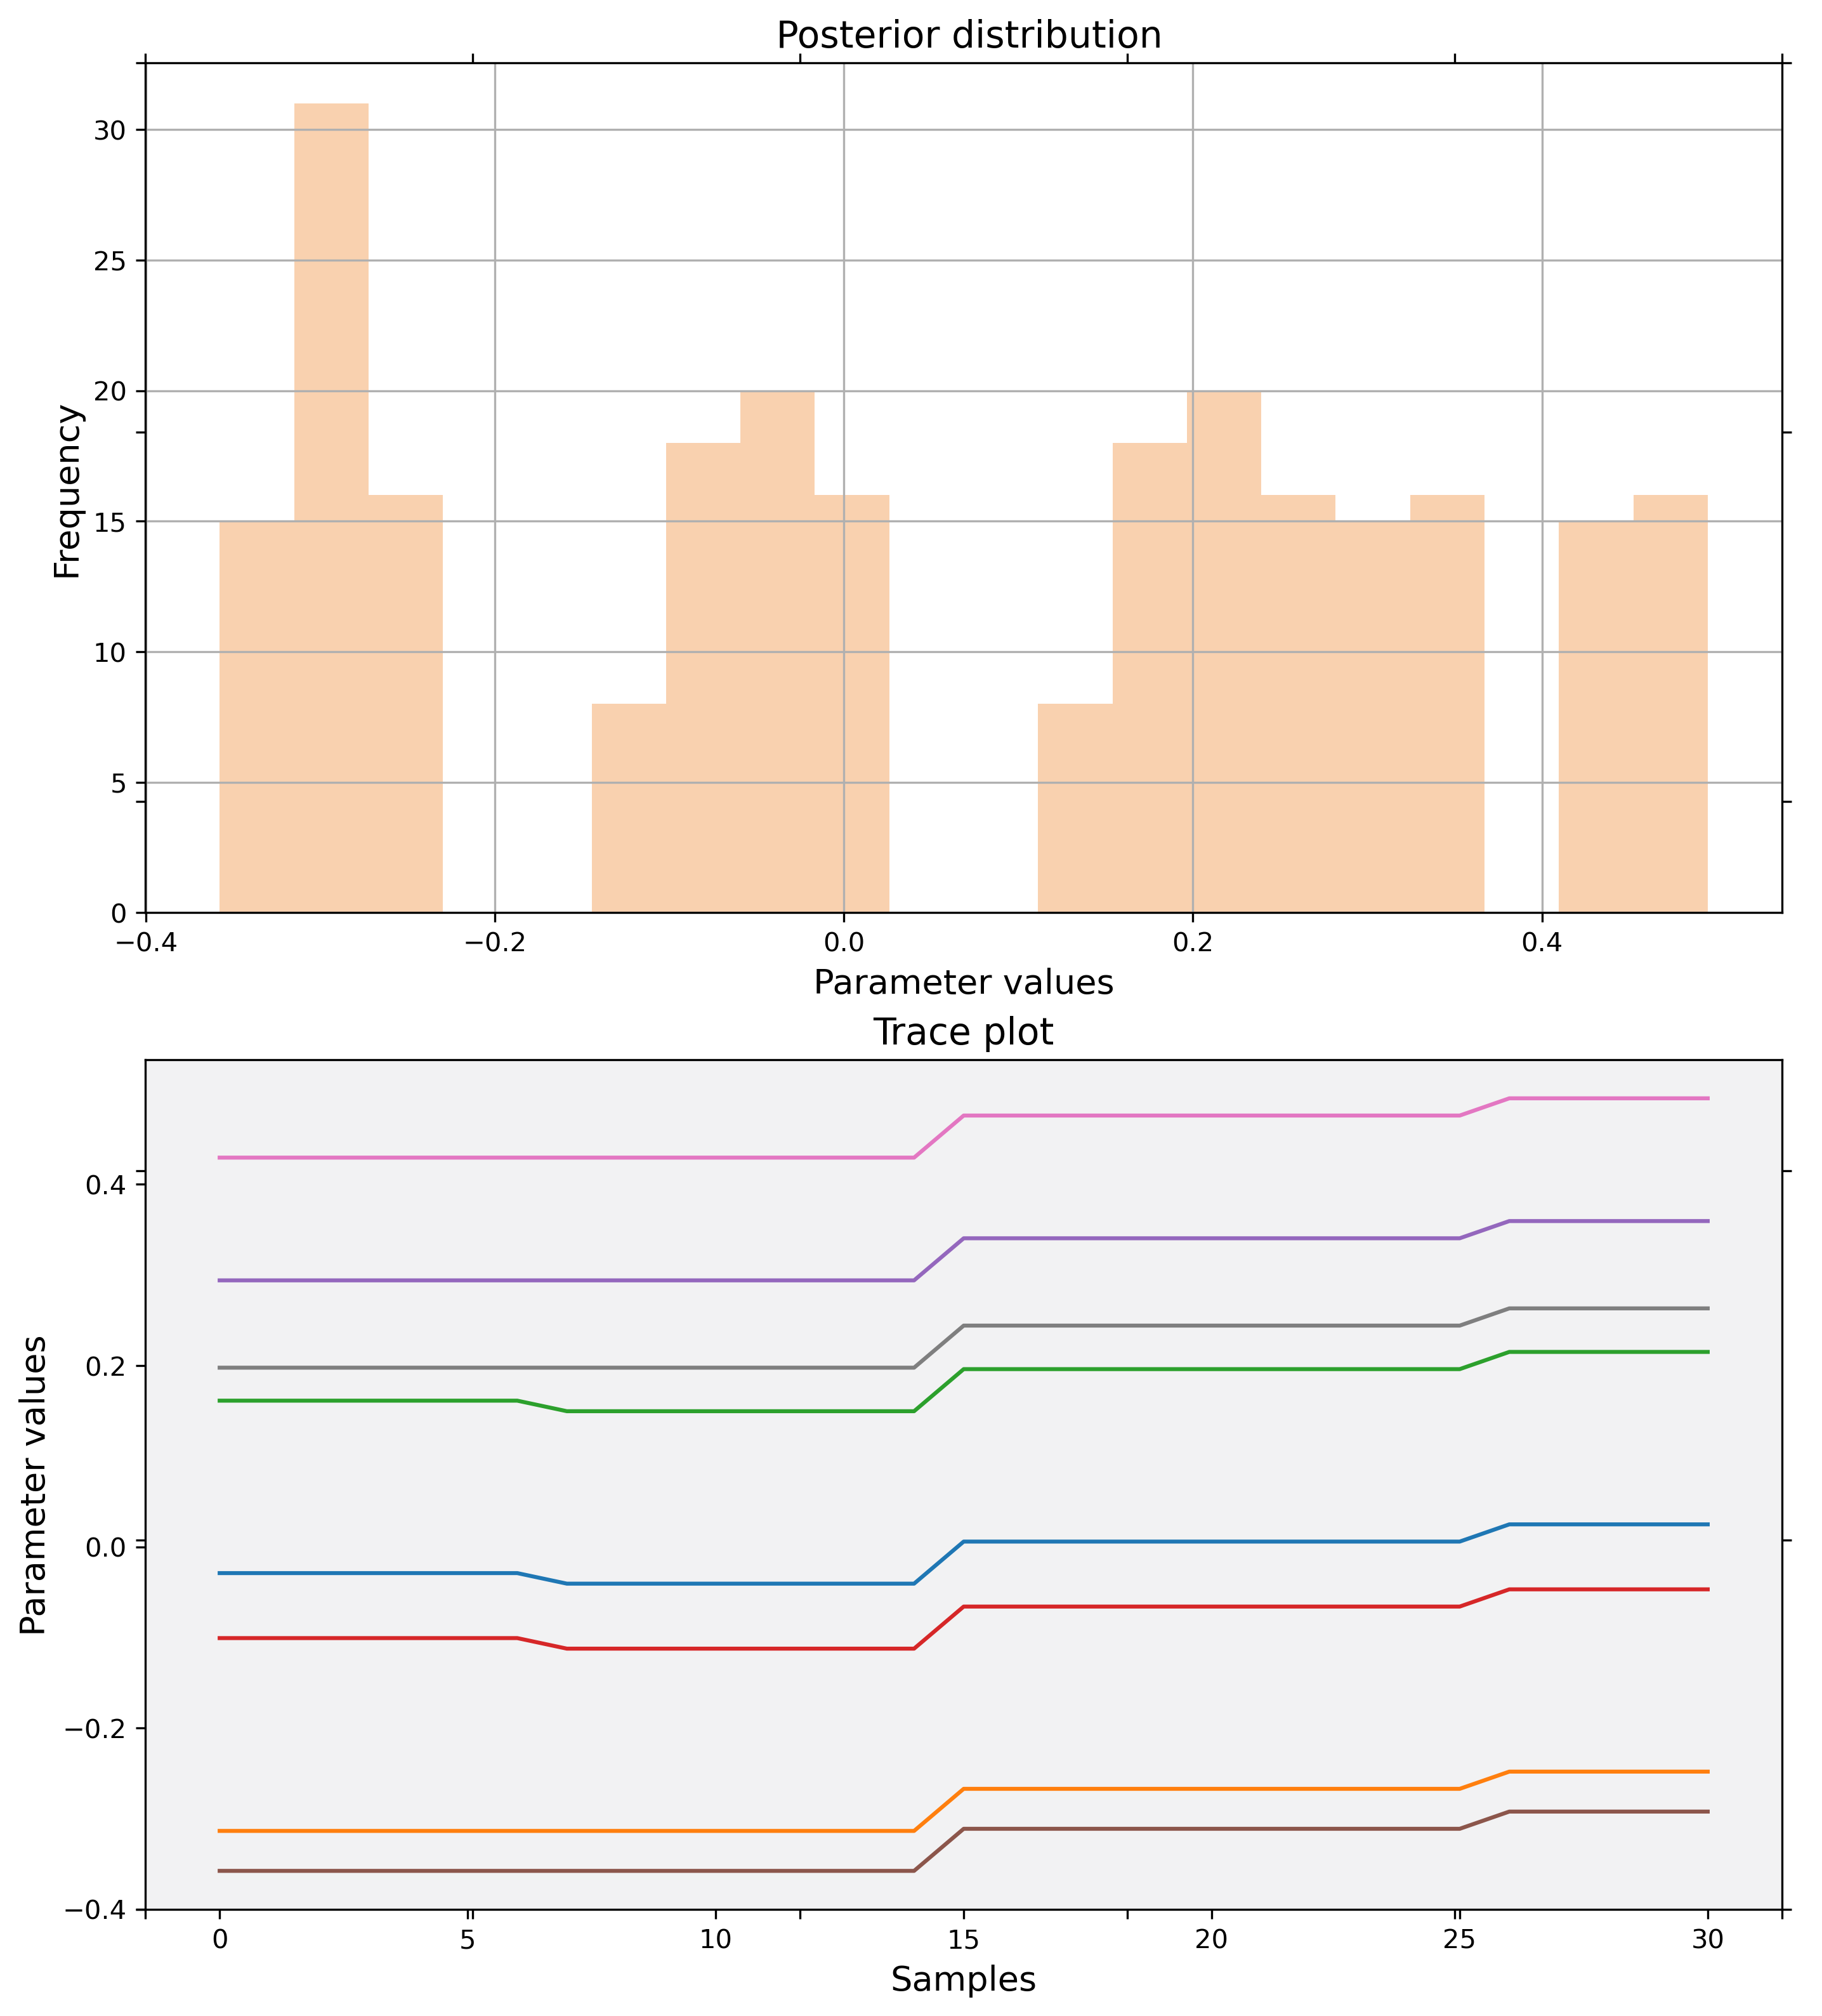 Posterior distribution
30
25
20
15
10
5
0
Frequency
−0.4 −0.2 0.0 0.2 0.4
Parameter values
Trace plot
0.4
0.2
0.0
−0.2
−0.4
Parameter values
0 5 10 15 20 25 30
Samples